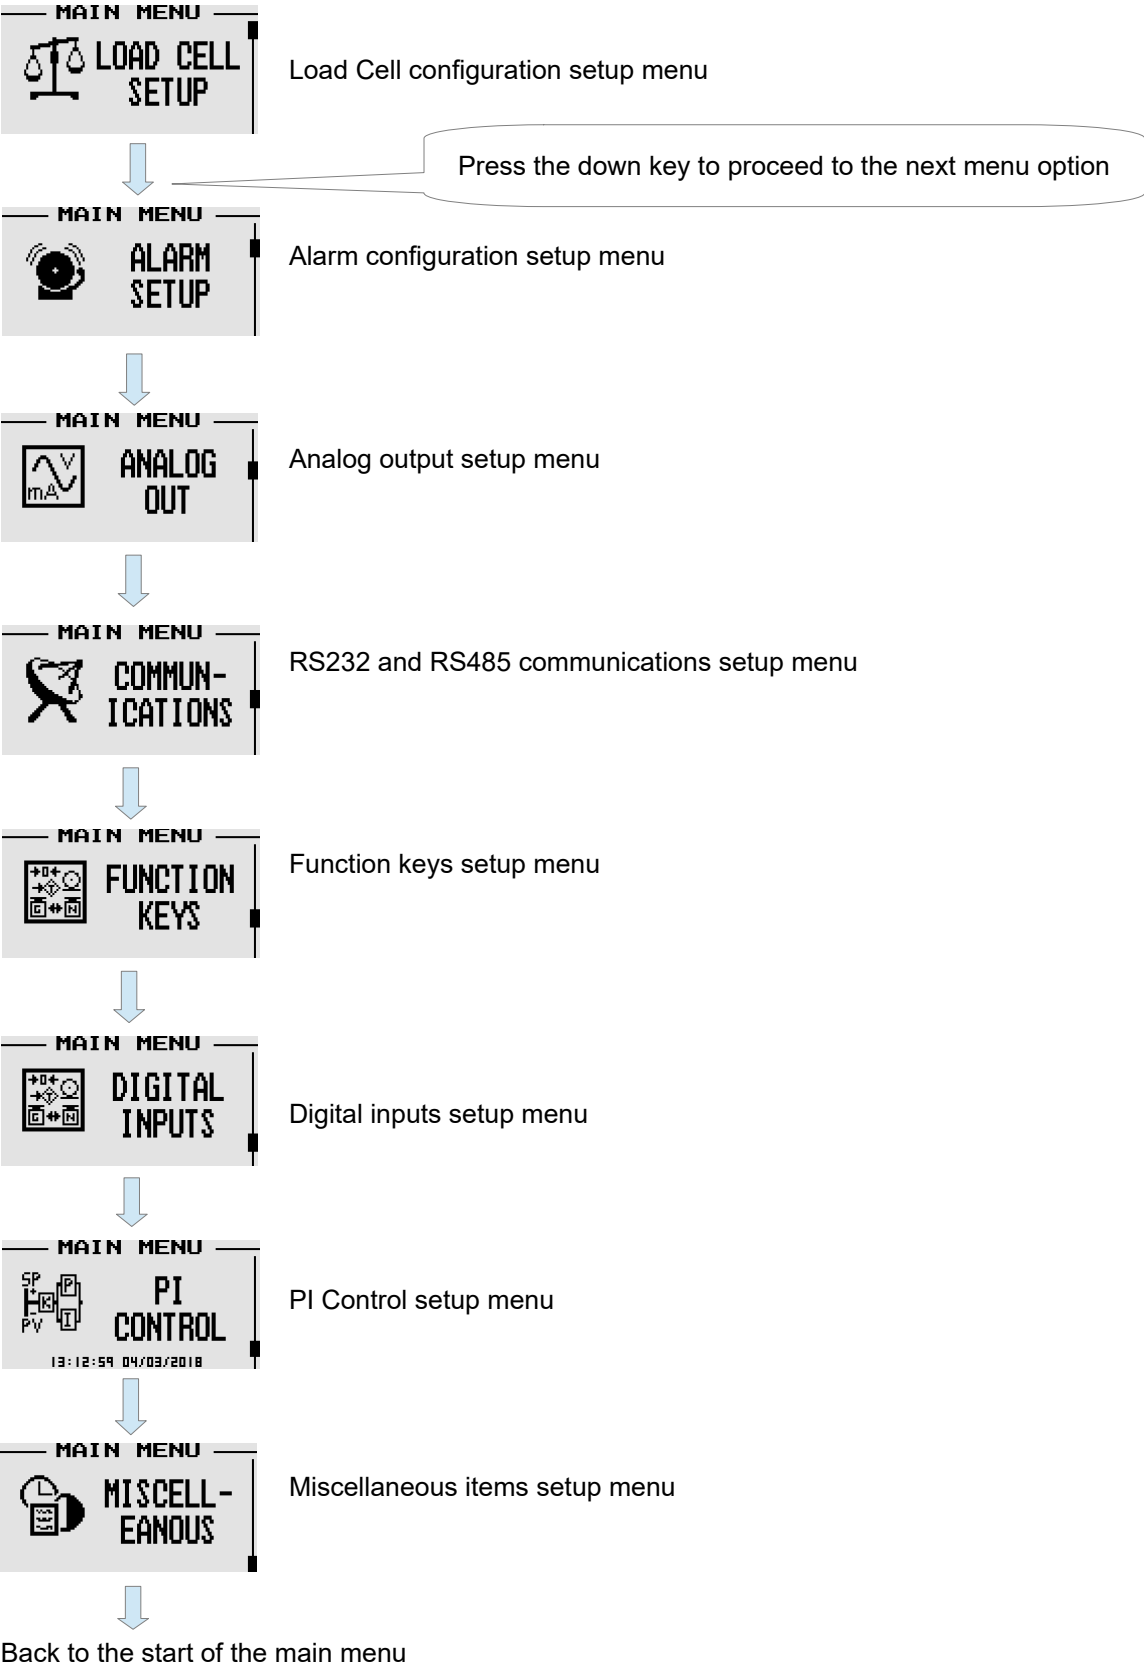 MAIN MENU
LOAD CELL
SETUP
Load Cell configuration setup menu
Press the down key to proceed to the next menu option
MAIN MENU
ALARM
SETUP
Alarm configuration setup menu
MAIN MENU
V
mA
ANALOG
OUT
Analog output setup menu
MAIN MENU
COMMUN-
ICATIONS
RS232 and RS485 communications setup menu
MAIN MENU
→0←
→T←
G ↔ N
FUNCTION
KEYS
Function keys setup menu
MAIN MENU
→0←
→T←
G ↔ N
DIGITAL
INPUTS
Digital inputs setup menu
MAIN MENU
SP
+
K
P
I
-
PV
PI
CONTROL
13:12:59 04/03/2018
PI Control setup menu
MAIN MENU
MISCELL-
EANOUS
Miscellaneous items setup menu
Back to the start of the main menu